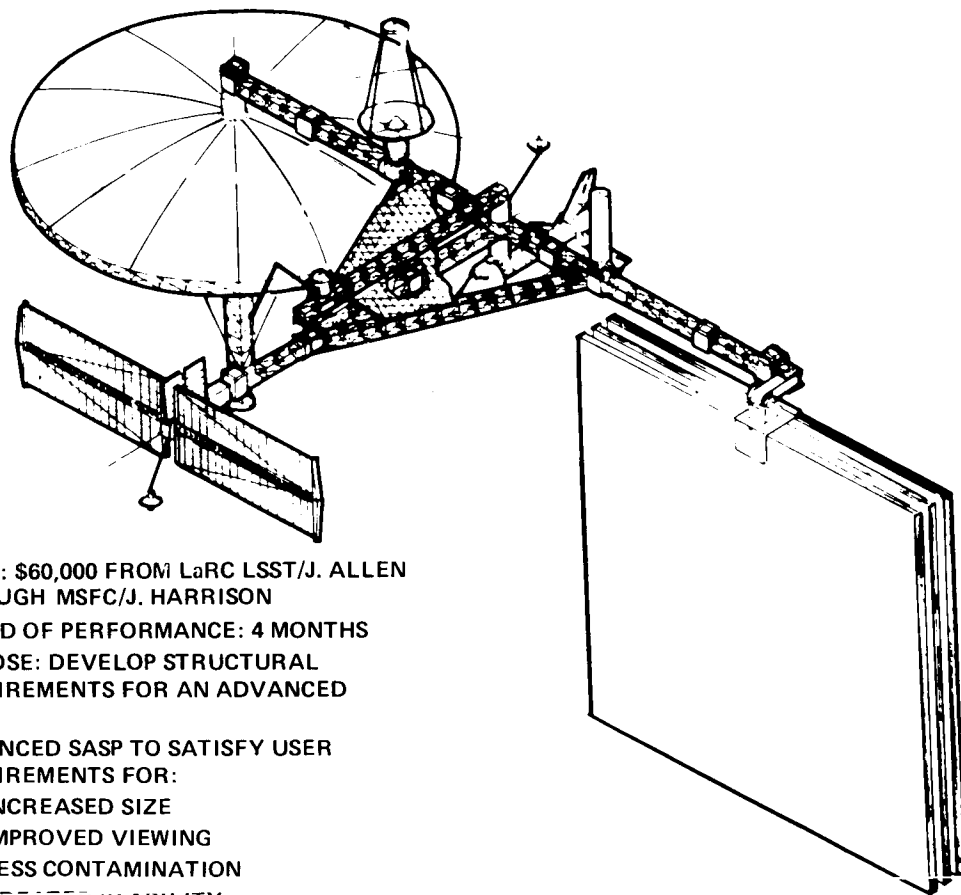 : $60,000 FROM LaRC LSST/J. ALLEN
UGH MSFC/J. HARRISON
D OF PERFORMANCE: 4 MONTHS
OSE: DEVELOP STRUCTURAL
IREMENTS FOR AN ADVANCED
NCED SASP TO SATISFY USER
IREMENTS FOR:
NCREASED SIZE
MPROVED VIEWING
ESS CONTAMINATION